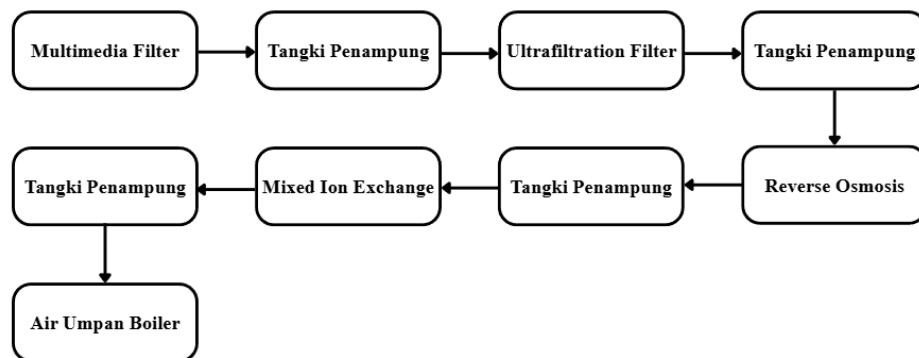 Multimedia Filter
Tangki Penampung
Ultrafiltration Filter
Tangki Penampung
Reverse Osmosis
Tangki Penampung
Mixed Ion Exchange
Tangki Penampung
Air Umpan Boiler